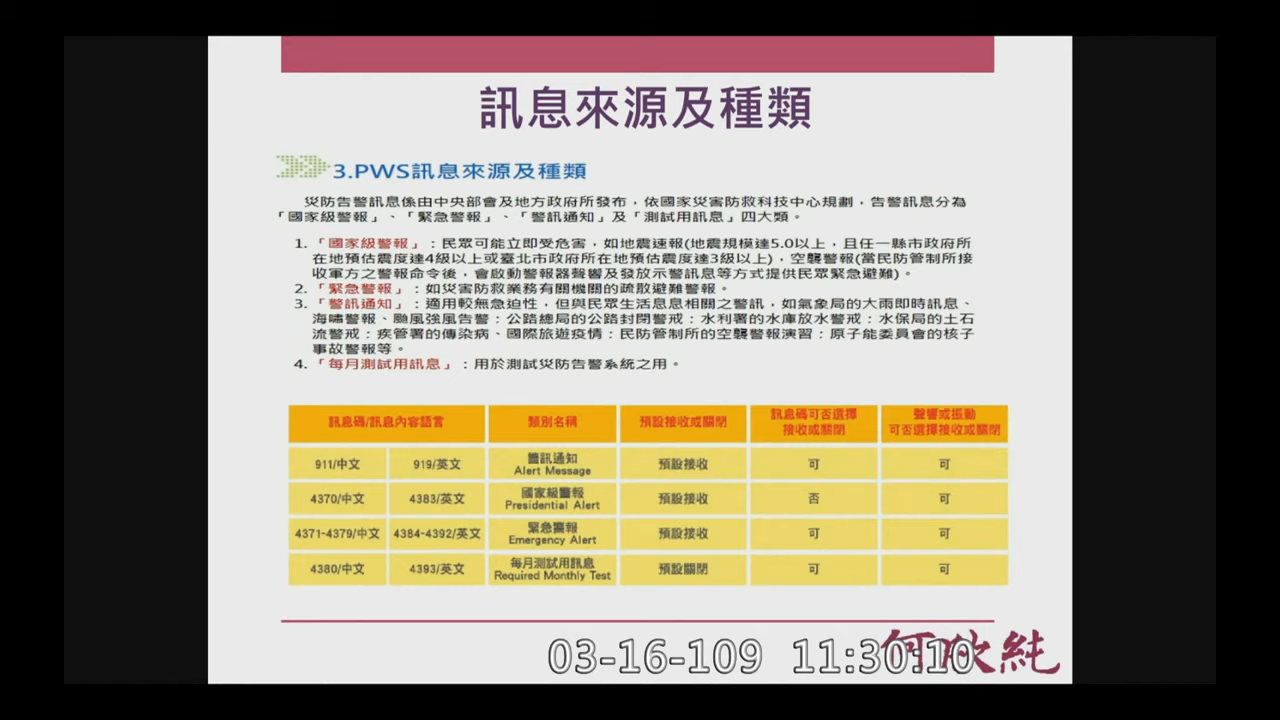 訊息來源及種類
3.PWS訊息來源及種類
災防告警訊息係由中央部會及地方政府所發布，依國家災害防救科技中心規劃，告警訊息分為
「國家級警報」、「緊急警報」、「警訊通知」及「測試用訊息」四大類。
1.「國家級警報」：民眾可能立即受危害，如地震速報(地震規模達5.0以上，且任一縣市政府所
在地預估震度達4級以上或臺北市政府所在地預估震度達3級以上)，空襲警報(當民防管制所接
收軍方之警報命令後，會啟動警報器聲響及發放示警訊息等方式提供民眾緊急避難)。
2.「緊急警報」：如災害防救業務有關機關的疏散避難警報。
3.「警訊通知」：適用較無急迫性，但與民眾生活息息相關之警訊，如氣象局的大雨即時訊息、
海嘯警報、颱風強風告警；公路總局的公路封閉警戒；水利署的水庫放水警戒；水保局的土石
流警戒；疾管署的傳染病、國際旅遊疫情；民防管制所的空襲警報演習；原子能委員會的核子
事故警報等。
4.「每月測試用訊息」：用於測試災防告警系統之用。
訊息碼/訊息內容語言 類別名稱 預設接收或關閉 訊息碼可否選擇接收或關閉 聲響或振動可否選擇接收或關閉
911/中文 919/英文 警訊通知 Alert Message 預設接收 可 可
4370/中文 4383/英文 國家級警報 Presidential Alert 預設接收 否 可
4371-4379/中文 4384-4392/英文 緊急警報 Emergency Alert 預設接收 可 可
4380/中文 4393/英文 每月測試用訊息 Required Monthly Test 預設關閉 可 可
何欣純
03-16-109 11:30:10